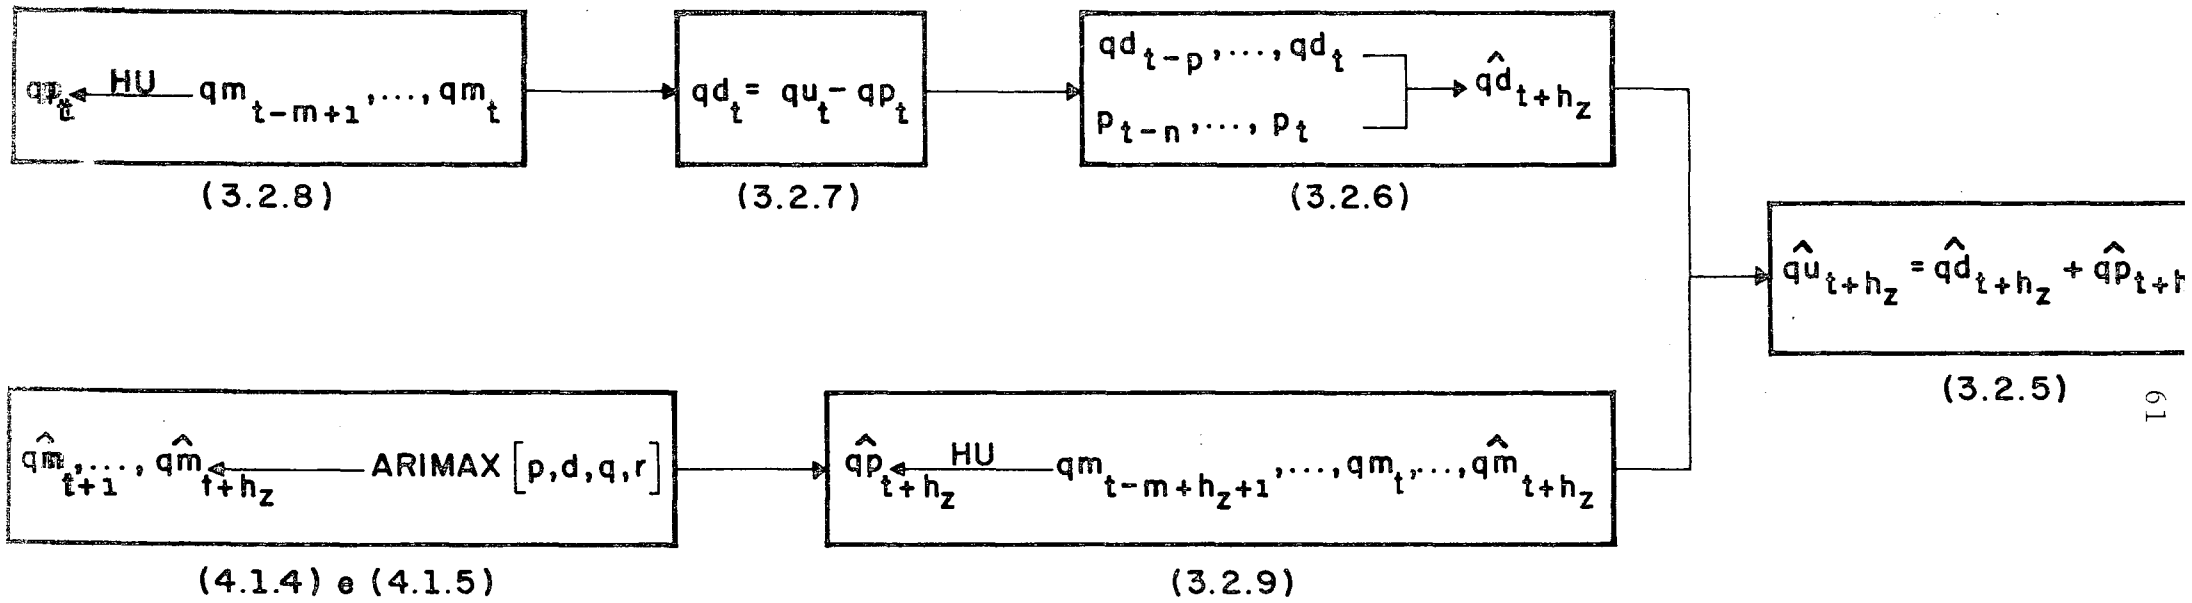 qp_t ← HU qm_{t-m+1},..., qm_t
(3.2.8)
qd_t = qu_t - qp_t
(3.2.7)
qd_{t-p},..., qd_t
p_{t-n},..., p_t
q̂d_{t+h_z}
(3.2.6)
q̂u_{t+h_z} = q̂d_{t+h_z} + q̂p_{t+h
(3.2.5)
q̂m_{t+1},..., q̂m_{t+h_z} ← ARIMAX [p,d,q,r]
(4.1.4) e (4.1.5)
q̂p_{t+h_z} ← HU qm_{t-m+h_z+1},..., qm_t,..., q̂m_{t+h_z}
(3.2.9)
61